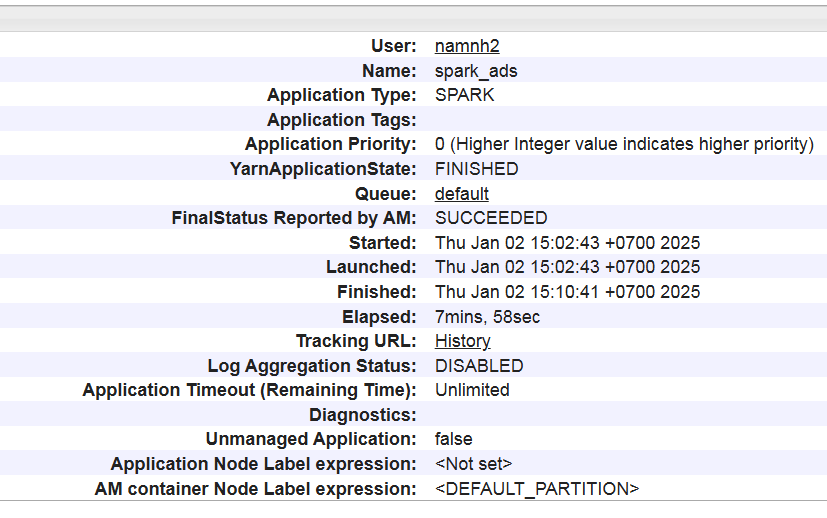 User: namnh2
Name: spark_ads
Application Type: SPARK
Application Tags:
Application Priority: 0 (Higher Integer value indicates higher priority)
YarnApplicationState: FINISHED
Queue: default
FinalStatus Reported by AM: SUCCEEDED
Started: Thu Jan 02 15:02:43 +0700 2025
Launched: Thu Jan 02 15:02:43 +0700 2025
Finished: Thu Jan 02 15:10:41 +0700 2025
Elapsed: 7mins, 58sec
Tracking URL: History
Log Aggregation Status: DISABLED
Application Timeout (Remaining Time): Unlimited
Diagnostics:
Unmanaged Application: false
Application Node Label expression: <Not set>
AM container Node Label expression: <DEFAULT_PARTITION>